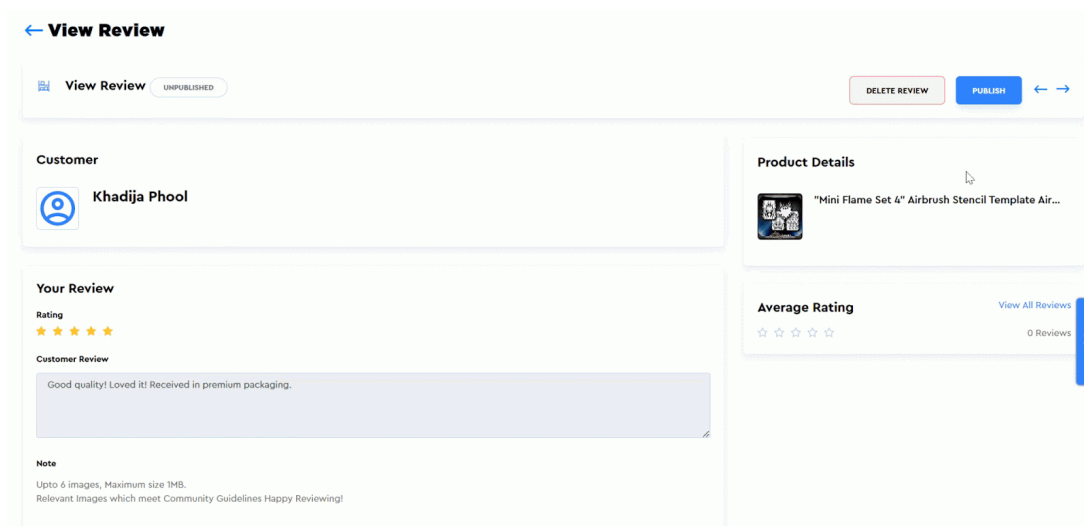 View Review
View Review UNPUBLISHED
DELETE REVIEW PUBLISH
Customer
Khadija Phool
Product Details
"Mini Flame Set 4" Airbrush Stencil Template Air...
Your Review
Rating
Customer Review
Good quality! Loved it! Received in premium packaging.
Note
Upto 6 images, Maximum size 1MB.
Relevant Images which meet Community Guidelines Happy Reviewing!
Average Rating View All Reviews
0 Reviews